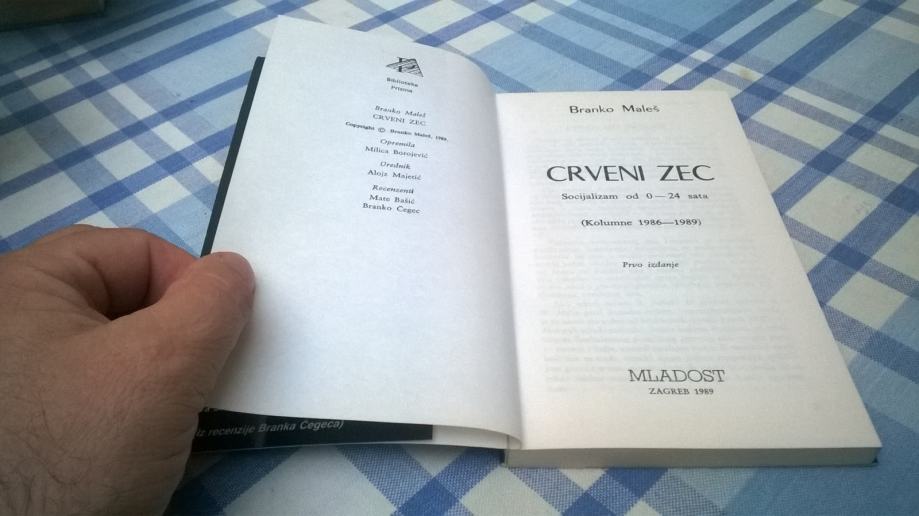 Biblioteka
Prizma
Branko Maleš
CRVENI ZEC
Copyright © Branko Maleš, 1989.
Opremila
Milica Borojević
Urednik
Alojz Majetić
Recenzenti
Mate Bašić
Branko Čegec
Iz recenzije Branka Čegeca)
Branko Maleš
CRVENI ZEC
Socijalizam od 0—24 sata
(Kolumne 1986—1989)
Prvo izdanje
MLADOST
ZAGREB 1989